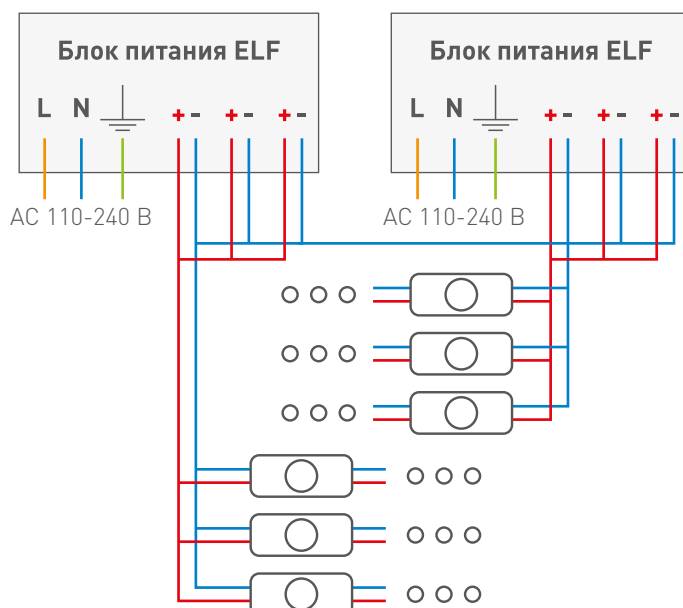 Блок питания ELF
L N + - + - + -
AC 110-240 В
Блок питания ELF
L N + - + - + -
AC 110-240 В